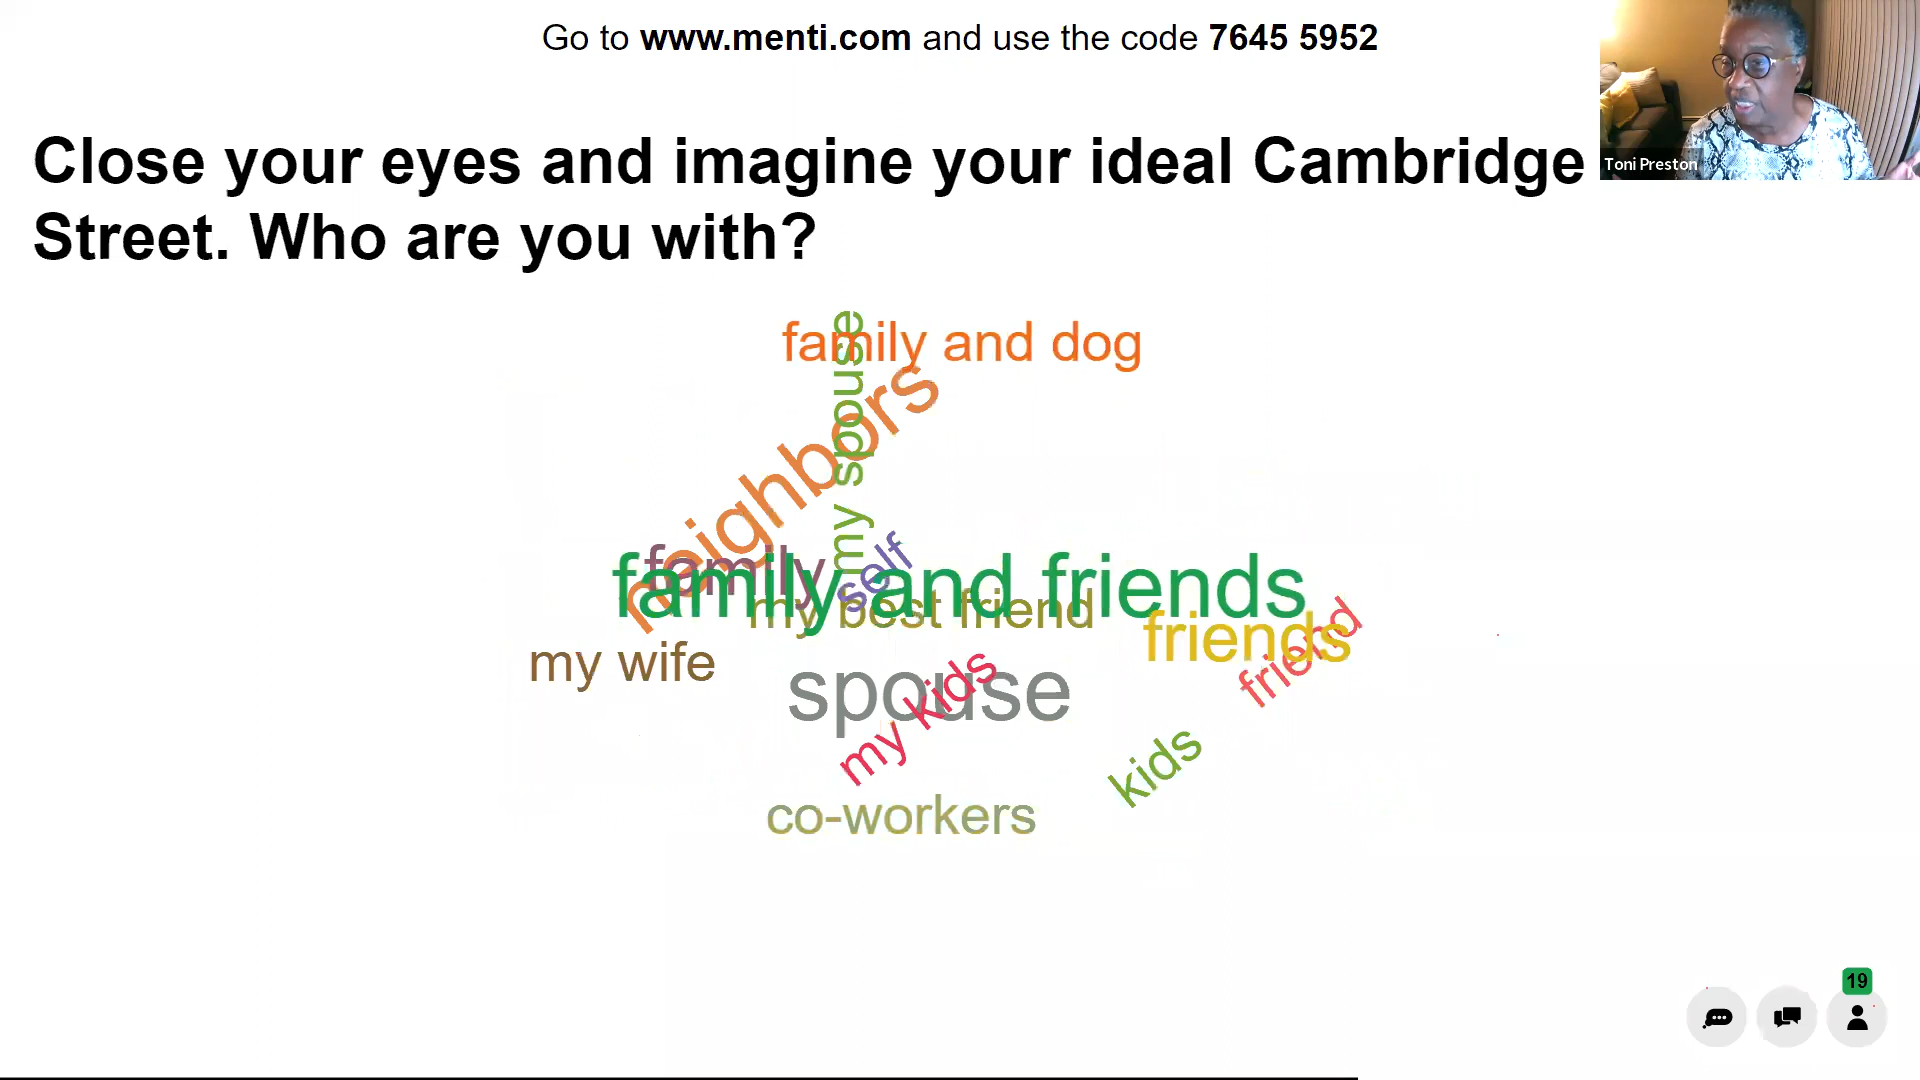 Go to www.menti.com and use the code 7645 5952
Close your eyes and imagine your ideal Cambridge
Street. Who are you with?
Toni Preston
family and dog
my spouse
neighbors
family
self
family and friends
my best friend
friends
friend
my wife
spouse
my kids
kids
co-workers
19